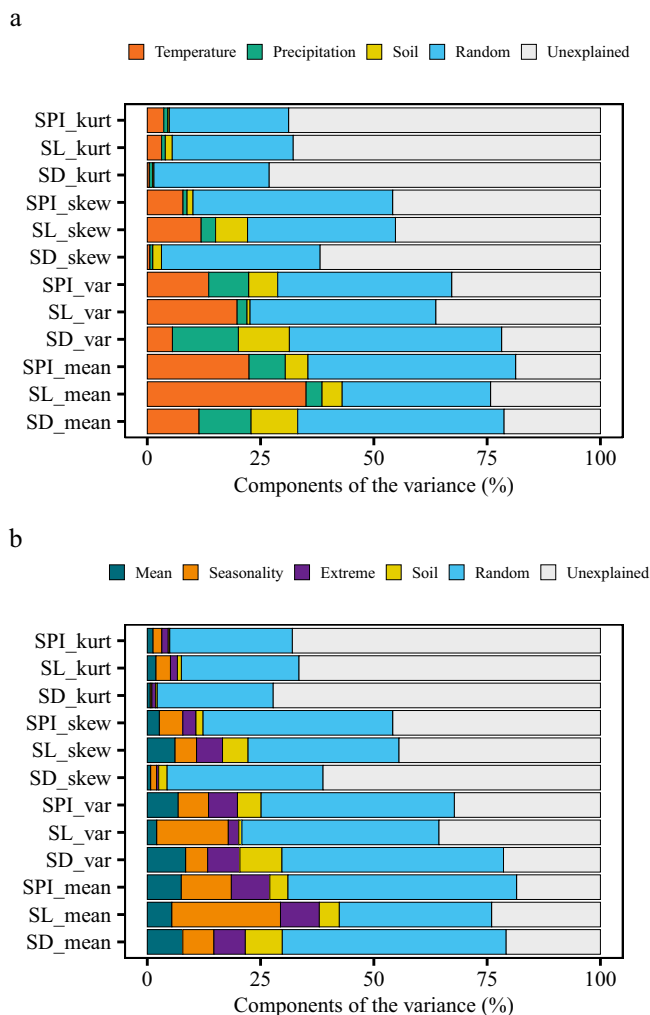 a
Temperature Precipitation Soil Random Unexplained
SPI_kurt
SL_kurt
SD_kurt
SPI_skew
SL_skew
SD_skew
SPI_var
SL_var
SD_var
SPI_mean
SL_mean
SD_mean
0 25 50 75 100
Components of the variance (%)
b
Mean Seasonality Extreme Soil Random Unexplained
SPI_kurt
SL_kurt
SD_kurt
SPI_skew
SL_skew
SD_skew
SPI_var
SL_var
SD_var
SPI_mean
SL_mean
SD_mean
0 25 50 75 100
Components of the variance (%)